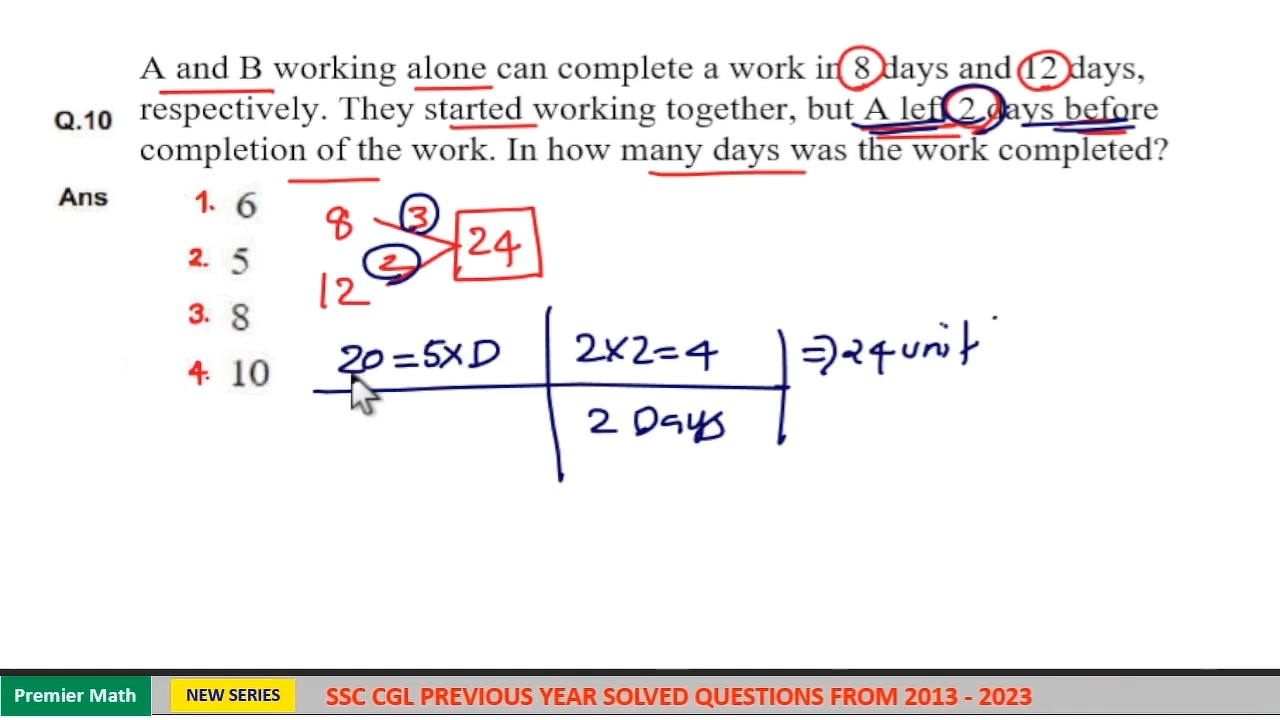 A and B working alone can complete a work in 8 days and 12 days,
Q.10 respectively. They started working together, but A left 2 days before
completion of the work. In how many days was the work completed?
Ans
1. 6
2. 5
3. 8
4. 10
8 3
24
12 2
20=5×D 2×2=4 ⇒24 unit
2 Days
Premier Math NEW SERIES SSC CGL PREVIOUS YEAR SOLVED QUESTIONS FROM 2013 - 2023